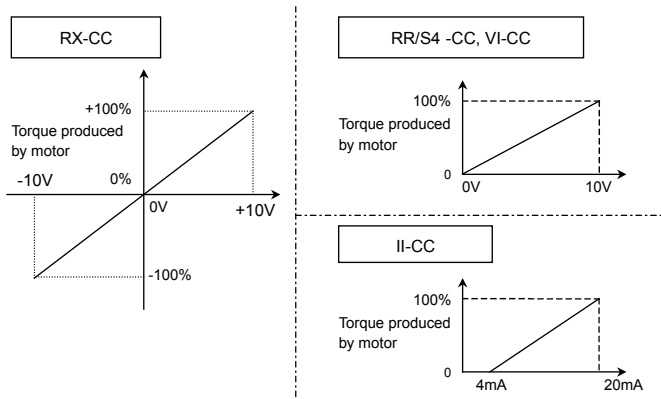 RX-CC
+100%
Torque produced
by motor
-10V
0%
0V
+10V
-100%
RR/S4 -CC, VI-CC
100%
Torque produced
by motor
0
0V
10V
II-CC
100%
Torque produced
by motor
0
4mA
20mA